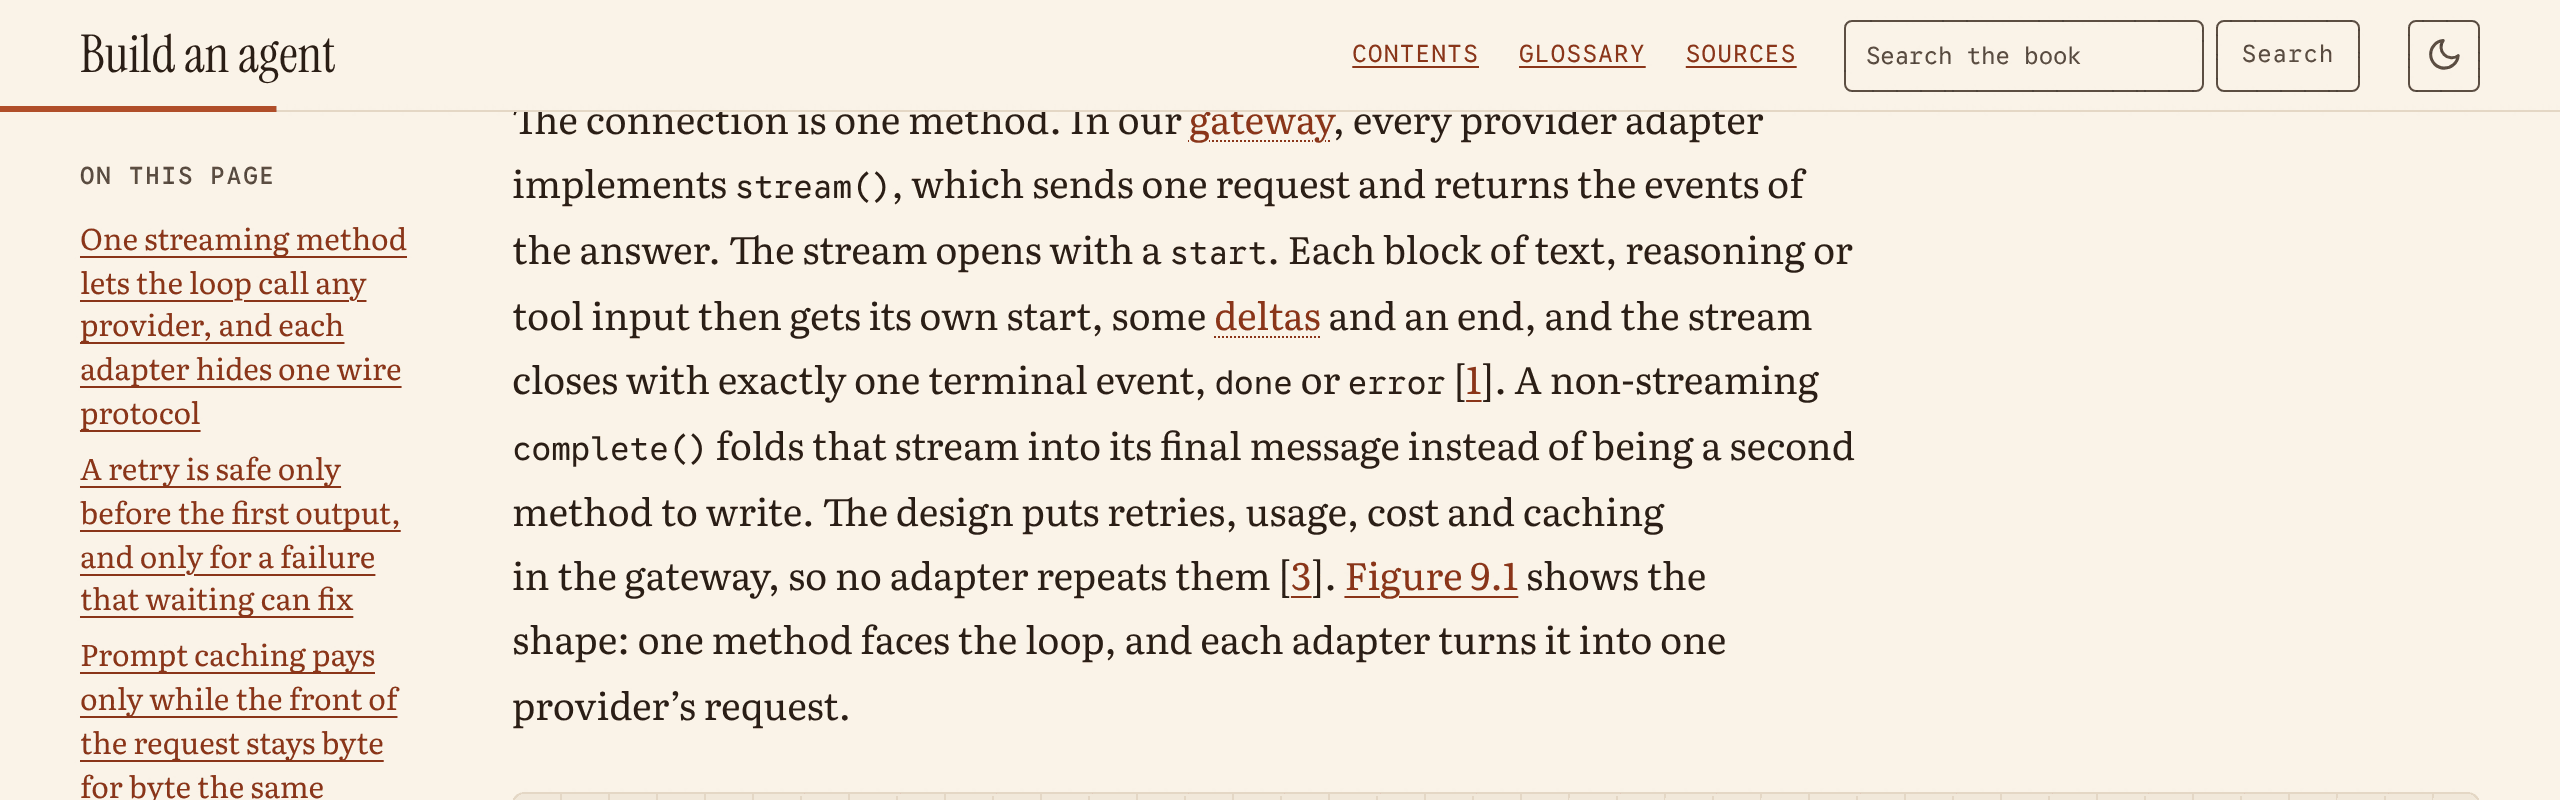 Build an agent
CONTENTS
GLOSSARY
SOURCES
Search the book
Search
ON THIS PAGE
One streaming method
lets the loop call any
provider, and each
adapter hides one wire
protocol
A retry is safe only
before the first output,
and only for a failure
that waiting can fix
Prompt caching pays
only while the front of
the request stays byte
for byte the same
The connection is one method. In our gateway, every provider adapter
implements stream(), which sends one request and returns the events of
the answer. The stream opens with a start. Each block of text, reasoning or
tool input then gets its own start, some deltas and an end, and the stream
closes with exactly one terminal event, done or error [1]. A non-streaming
complete() folds that stream into its final message instead of being a second
method to write. The design puts retries, usage, cost and caching
in the gateway, so no adapter repeats them [3]. Figure 9.1 shows the
shape: one method faces the loop, and each adapter turns it into one
provider’s request.